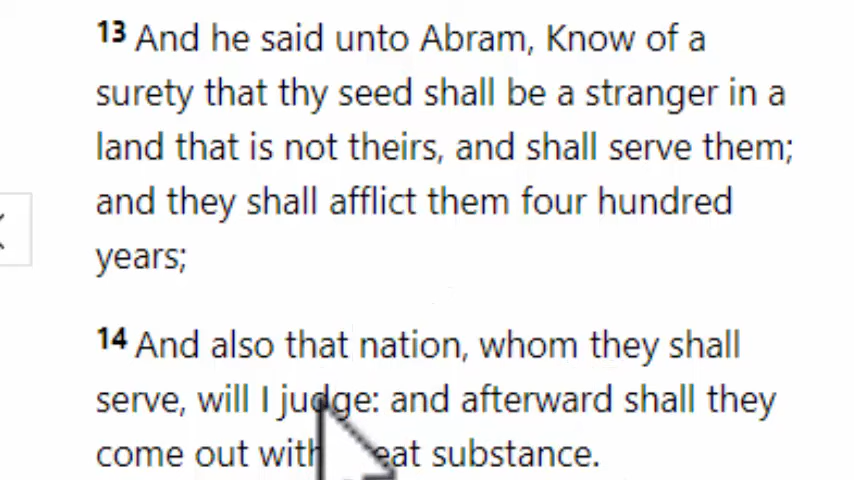 13 And he said unto Abram, Know of a
surety that thy seed shall be a stranger in a
land that is not theirs, and shall serve them;
and they shall afflict them four hundred
years;
14 And also that nation, whom they shall
serve, will I judge: and afterward shall they
come out with substance.